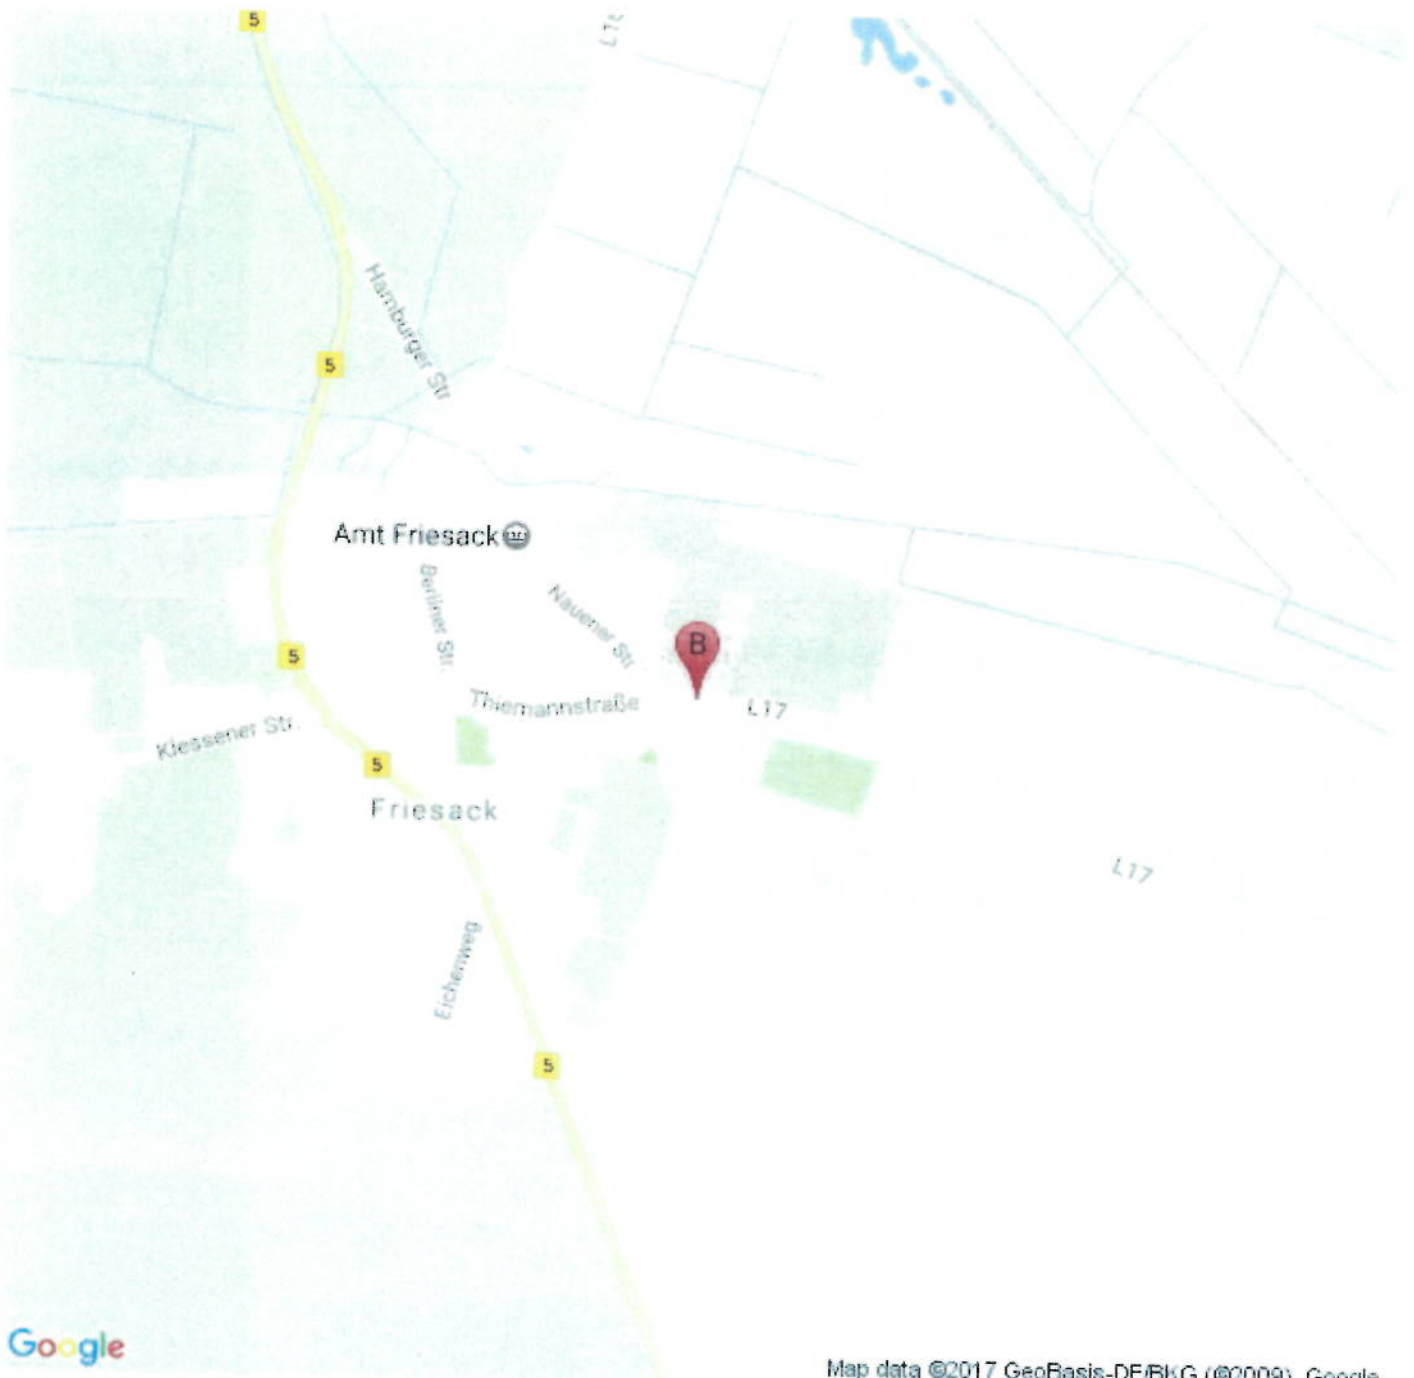 5
Hamburger Str
5
Amt Friesack
Berliner Str.
Nauener Str
B
5
Thiemannstraße
L17
Klessener Str.
5
Friesack
L17
Eichenweg
5
Google
Map data ©2017 GeoBasis-DE/BKG (©2009), Google